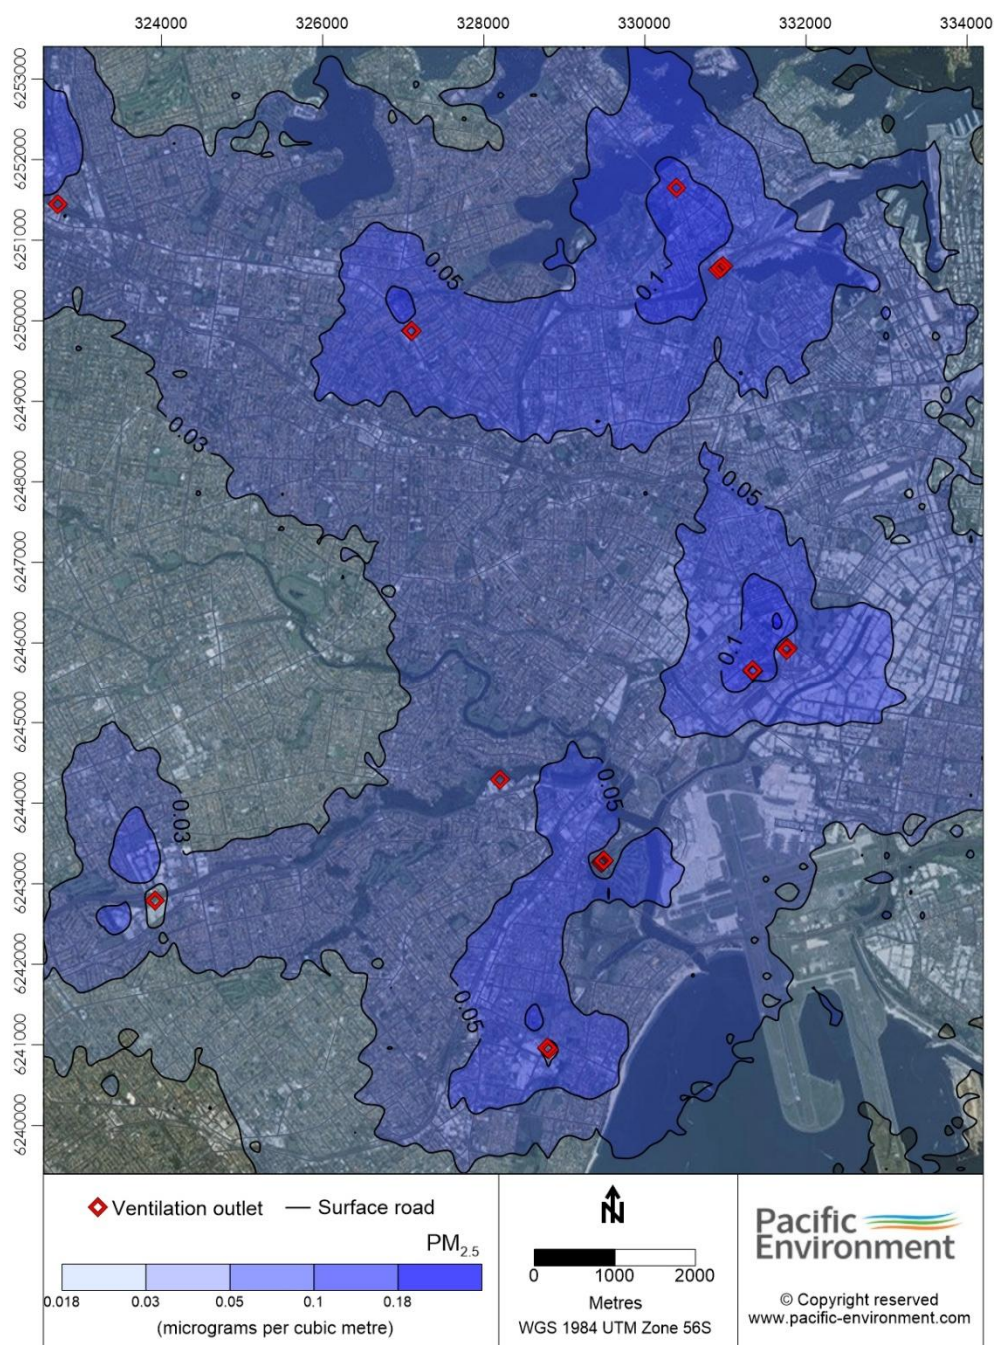 324000 326000 328000 330000 332000 334000
6253000
6252000
6251000
6250000
6249000
6248000
6247000
6246000
6245000
6244000
6243000
6242000
6241000
6240000
0.05
0.1
0.03
0.05
0.1
0.03
0.05
0.05
Ventilation outlet
Surface road
PM2.5
0.018 0.03 0.05 0.1 0.18
(micrograms per cubic metre)
N
0 1000 2000
Metres
WGS 1984 UTM Zone 56S
Pacific
Environment
© Copyright reserved
www.pacific-environment.com